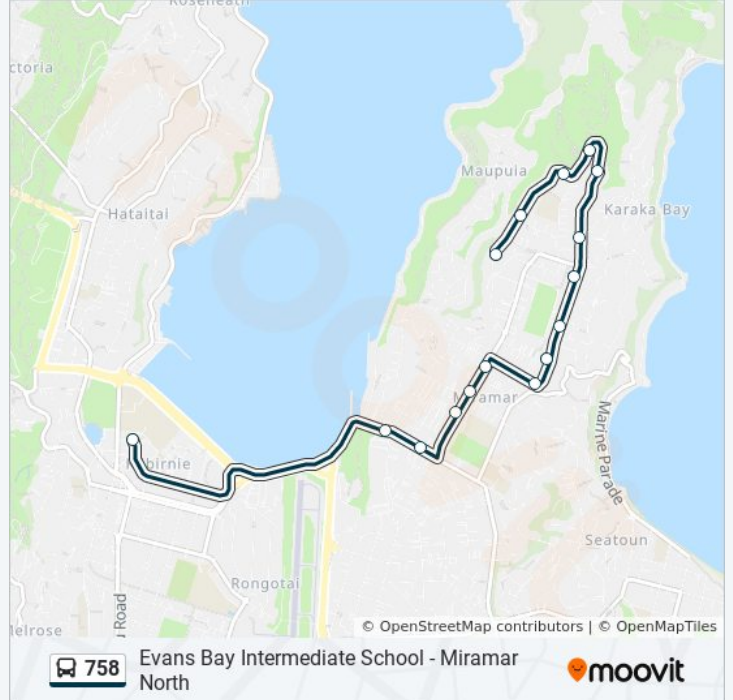 Roseneath
ctoria
Maupuia
Hataitai
Karaka Bay
Miramar
Marine Parade
Kilbirnie
Seatoun
Rongotai
u Road
Melrose
© OpenStreetMap contributors | © OpenMapTiles
758
Evans Bay Intermediate School - Miramar
North
moovit